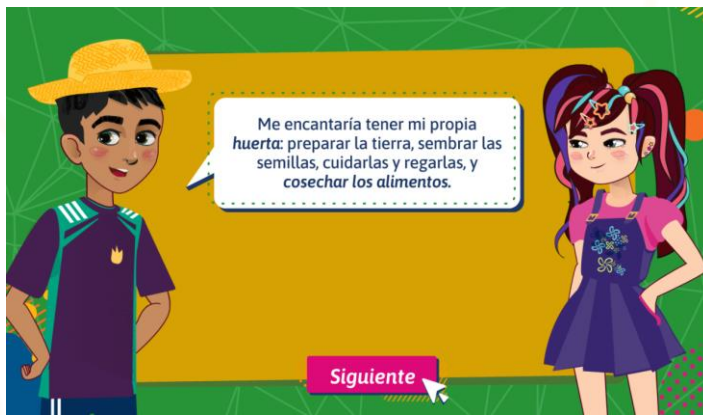 Me encantaría tener mi propia
huerta: preparar la tierra, sembrar las
semillas, cuidarlas y regarlas, y
cosechar los alimentos.
Siguiente